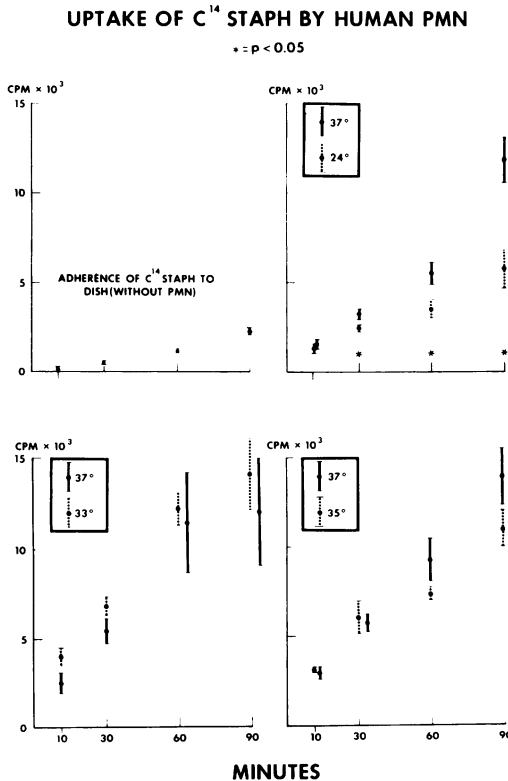 UPTAKE OF C14 STAPH BY HUMAN PMN
* = p < 0.05
CPM × 10³
15
10
5
0
ADHERENCE OF C14 STAPH TO
DISH (WITHOUT PMN)
CPM × 10³
37°
24°
*
*
*
CPM × 10³
15
10
5
0
37°
33°
10
30
60
90
CPM × 10³
37°
35°
10
30
60
90
MINUTES